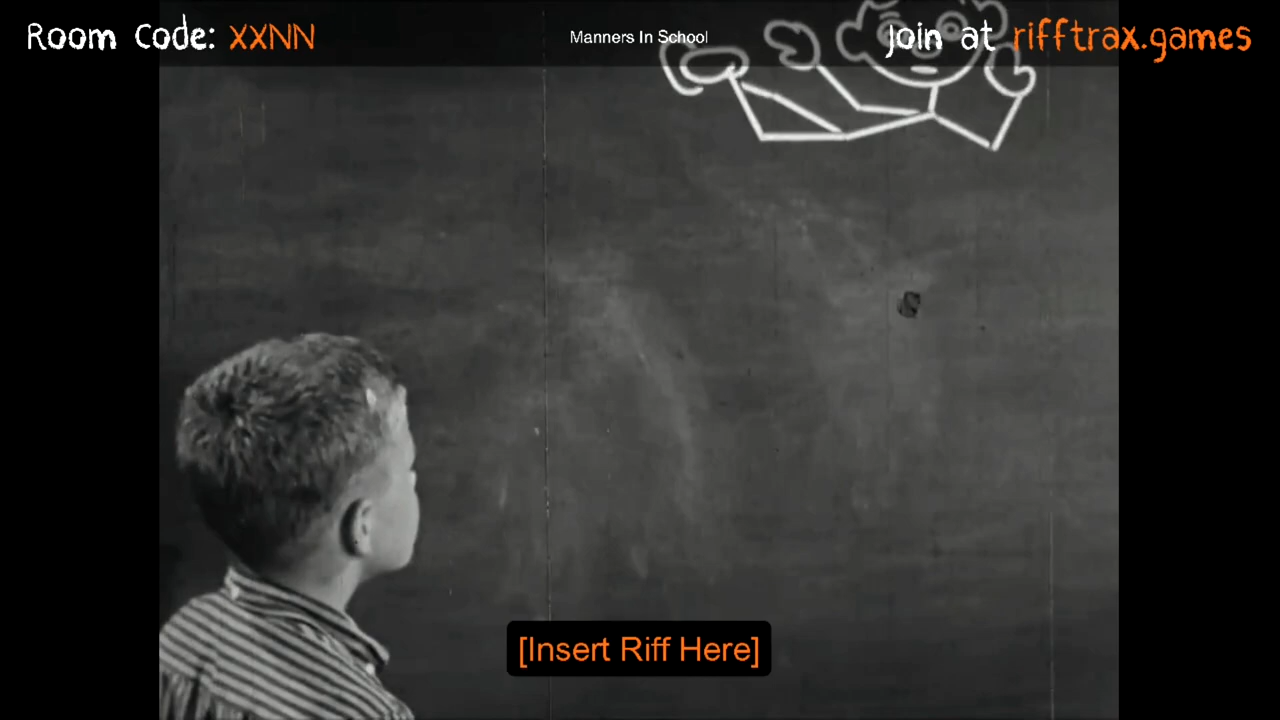 Room Code: XXNN
Manners In School
Join at rifftrax.games
[Insert Riff Here]